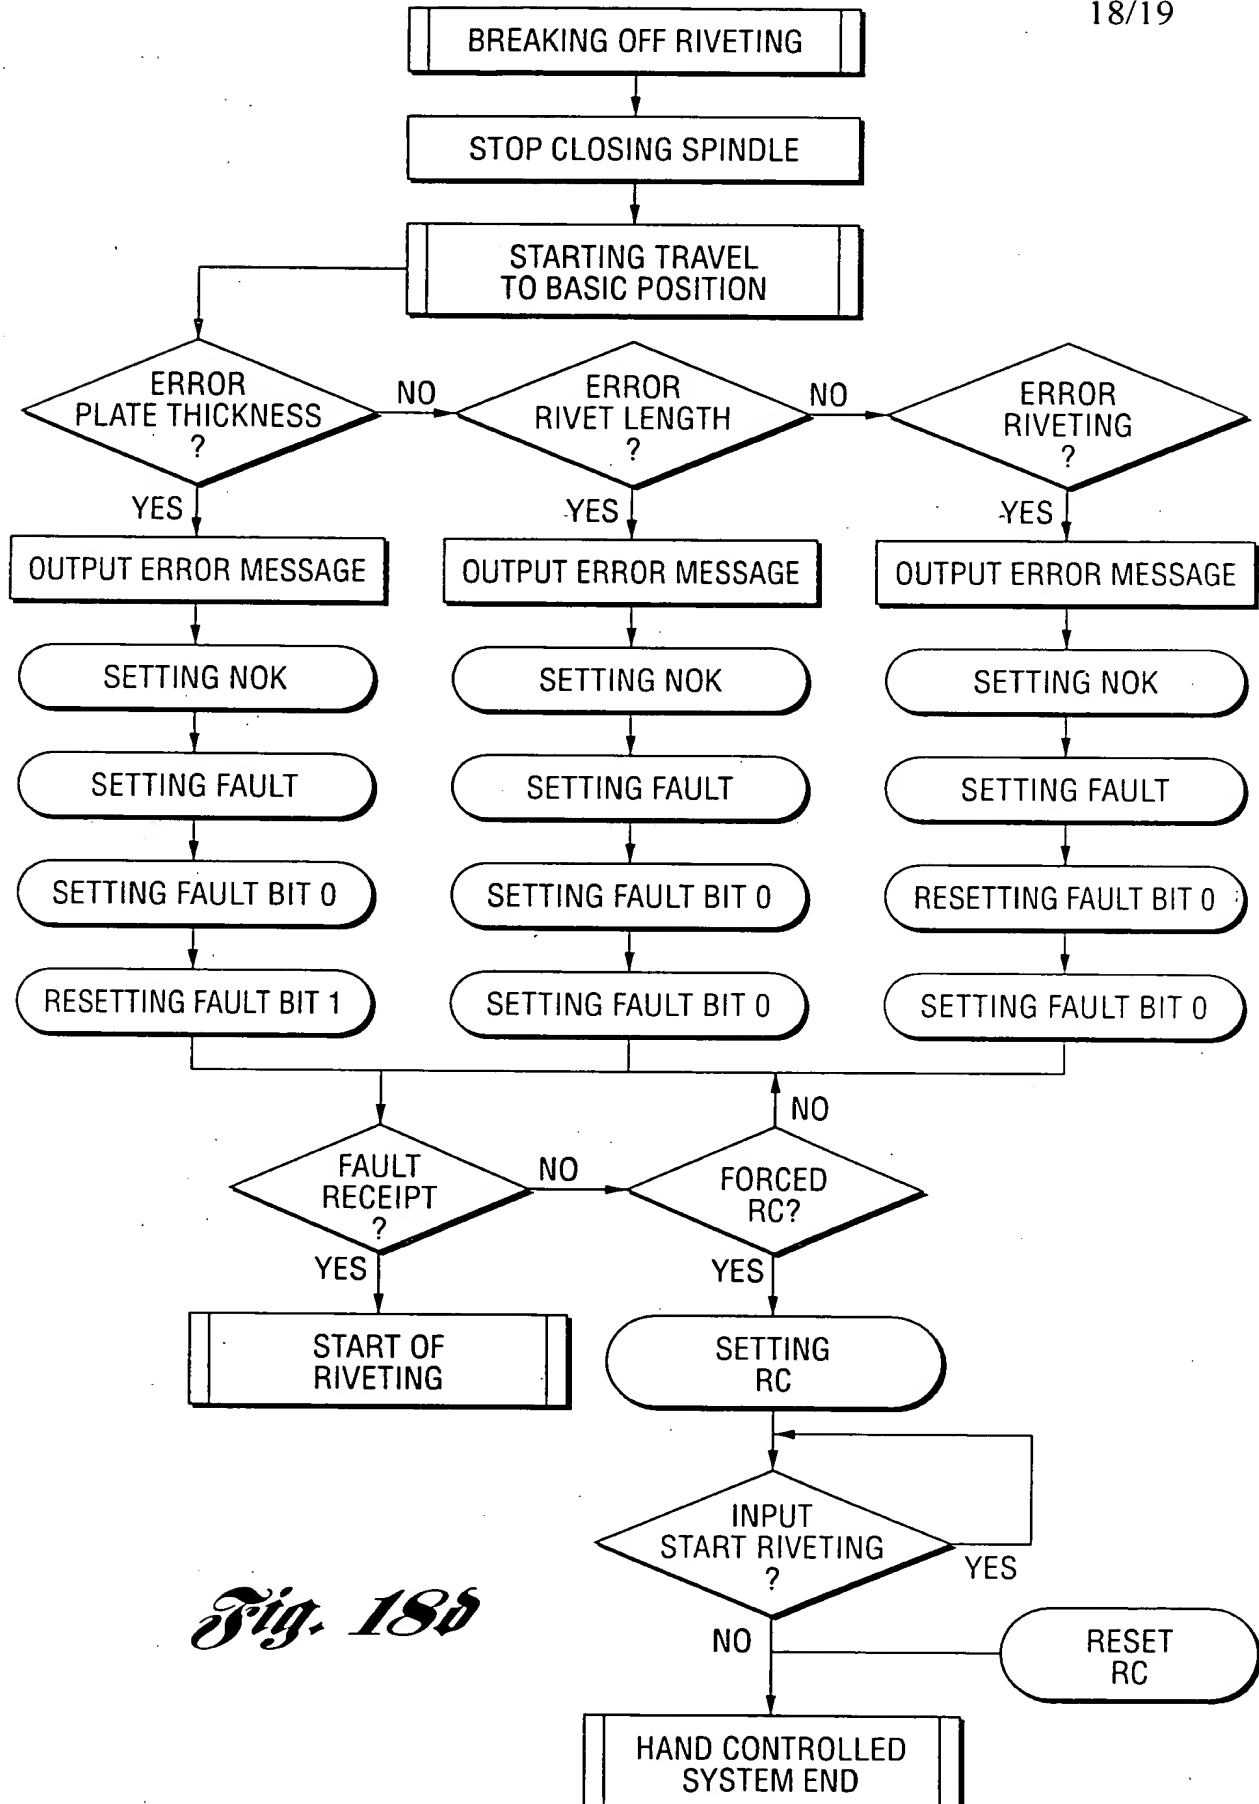 18/19
BREAKING OFF RIVETING
STOP CLOSING SPINDLE
STARTING TRAVEL
TO BASIC POSITION
ERROR
PLATE THICKNESS
?
NO
ERROR
RIVET LENGTH
?
NO
ERROR
RIVETING
?
YES
YES
YES
OUTPUT ERROR MESSAGE
OUTPUT ERROR MESSAGE
OUTPUT ERROR MESSAGE
SETTING NOK
SETTING NOK
SETTING NOK
SETTING FAULT
SETTING FAULT
SETTING FAULT
SETTING FAULT BIT 0
SETTING FAULT BIT 0
RESETTING FAULT BIT 0
RESETTING FAULT BIT 1
SETTING FAULT BIT 0
SETTING FAULT BIT 0
NO
FAULT
RECEIPT
?
NO
FORCED
RC?
YES
YES
START OF
RIVETING
SETTING
RC
INPUT
START RIVETING
?
YES
Fig. 18d
NO
RESET
RC
HAND CONTROLLED
SYSTEM END